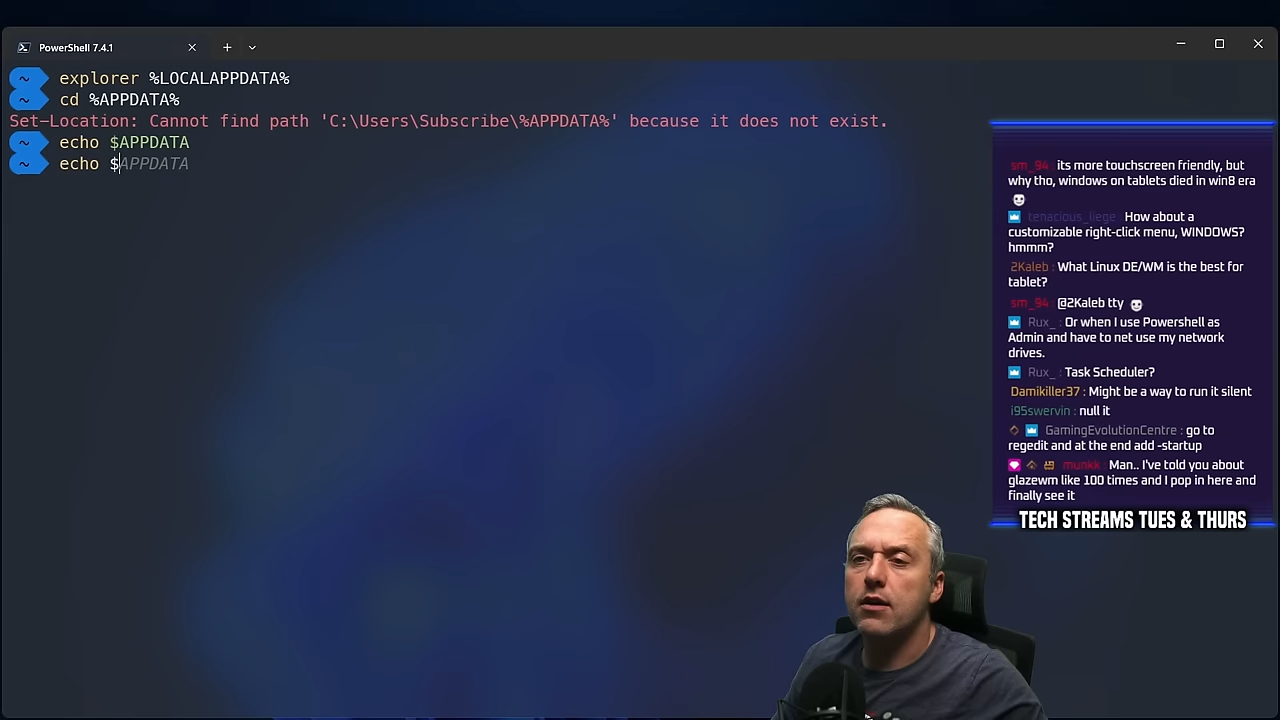 PowerShell 7.4.1
~ explorer %LOCALAPPDATA%
~ cd %APPDATA%
Set-Location: Cannot find path 'C:\Users\Subscribe\%APPDATA%' because it does not exist.
~ echo $APPDATA
~ echo $APPDATA
sm_94: its more touchscreen friendly, but
why tho, windows on tablets died in win8 era
tenacious_liege: How about a
customizable right-click menu, WINDOWS?
hmmm?
2Kaleb: What Linux DE/WM is the best for
tablet?
sm_94: @2Kaleb tty
Rux_: Or when I use Powershell as
Admin and have to net use my network
drives.
Rux_: Task Scheduler?
Damikiller37: Might be a way to run it silent
i95swervin: null it
GamingEvolutionCentre: go to
regedit and at the end add -startup
munkk: Man.. I've told you about
glazewm like 100 times and I pop in here and
finally see it
TECH STREAMS TUES & THURS